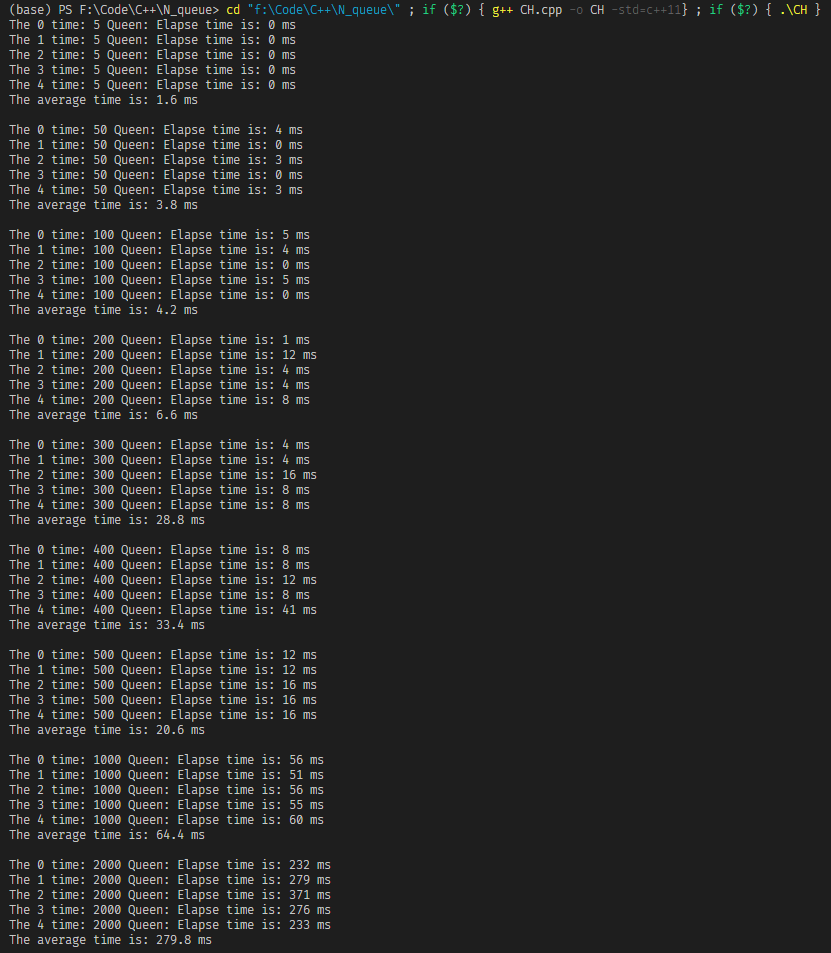 (base) PS F:\Code\C++\N_queue> cd "f:\Code\C++\N_queue\" ; if ($?) { g++ CH.cpp -o CH -std=c++11} ; if ($?) { .\CH }
The 0 time: 5 Queen: Elapse time is: 0 ms
The 1 time: 5 Queen: Elapse time is: 0 ms
The 2 time: 5 Queen: Elapse time is: 0 ms
The 3 time: 5 Queen: Elapse time is: 0 ms
The 4 time: 5 Queen: Elapse time is: 0 ms
The average time is: 1.6 ms

The 0 time: 50 Queen: Elapse time is: 4 ms
The 1 time: 50 Queen: Elapse time is: 0 ms
The 2 time: 50 Queen: Elapse time is: 3 ms
The 3 time: 50 Queen: Elapse time is: 0 ms
The 4 time: 50 Queen: Elapse time is: 3 ms
The average time is: 3.8 ms

The 0 time: 100 Queen: Elapse time is: 5 ms
The 1 time: 100 Queen: Elapse time is: 4 ms
The 2 time: 100 Queen: Elapse time is: 0 ms
The 3 time: 100 Queen: Elapse time is: 5 ms
The 4 time: 100 Queen: Elapse time is: 0 ms
The average time is: 4.2 ms

The 0 time: 200 Queen: Elapse time is: 1 ms
The 1 time: 200 Queen: Elapse time is: 12 ms
The 2 time: 200 Queen: Elapse time is: 4 ms
The 3 time: 200 Queen: Elapse time is: 4 ms
The 4 time: 200 Queen: Elapse time is: 8 ms
The average time is: 6.6 ms

The 0 time: 300 Queen: Elapse time is: 4 ms
The 1 time: 300 Queen: Elapse time is: 4 ms
The 2 time: 300 Queen: Elapse time is: 16 ms
The 3 time: 300 Queen: Elapse time is: 8 ms
The 4 time: 300 Queen: Elapse time is: 8 ms
The average time is: 28.8 ms

The 0 time: 400 Queen: Elapse time is: 8 ms
The 1 time: 400 Queen: Elapse time is: 8 ms
The 2 time: 400 Queen: Elapse time is: 12 ms
The 3 time: 400 Queen: Elapse time is: 8 ms
The 4 time: 400 Queen: Elapse time is: 41 ms
The average time is: 33.4 ms

The 0 time: 500 Queen: Elapse time is: 12 ms
The 1 time: 500 Queen: Elapse time is: 12 ms
The 2 time: 500 Queen: Elapse time is: 16 ms
The 3 time: 500 Queen: Elapse time is: 16 ms
The 4 time: 500 Queen: Elapse time is: 16 ms
The average time is: 20.6 ms

The 0 time: 1000 Queen: Elapse time is: 56 ms
The 1 time: 1000 Queen: Elapse time is: 51 ms
The 2 time: 1000 Queen: Elapse time is: 56 ms
The 3 time: 1000 Queen: Elapse time is: 55 ms
The 4 time: 1000 Queen: Elapse time is: 60 ms
The average time is: 64.4 ms

The 0 time: 2000 Queen: Elapse time is: 232 ms
The 1 time: 2000 Queen: Elapse time is: 279 ms
The 2 time: 2000 Queen: Elapse time is: 371 ms
The 3 time: 2000 Queen: Elapse time is: 276 ms
The 4 time: 2000 Queen: Elapse time is: 233 ms
The average time is: 279.8 ms